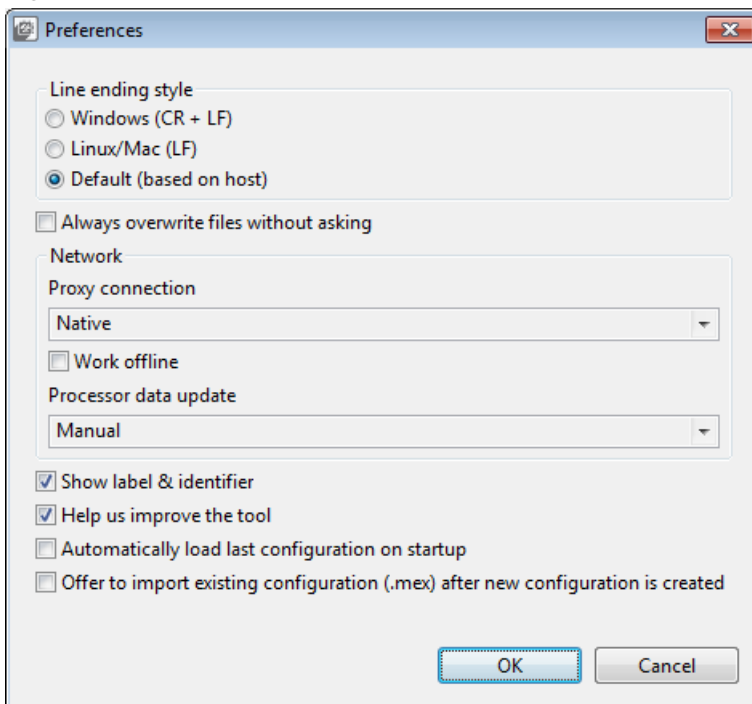 Preferences
Line ending style
Windows (CR + LF)
Linux/Mac (LF)
Default (based on host)
Always overwrite files without asking
Network
Proxy connection
Native
Work offline
Processor data update
Manual
Show label & identifier
Help us improve the tool
Automatically load last configuration on startup
Offer to import existing configuration (.mex) after new configuration is created
OK Cancel